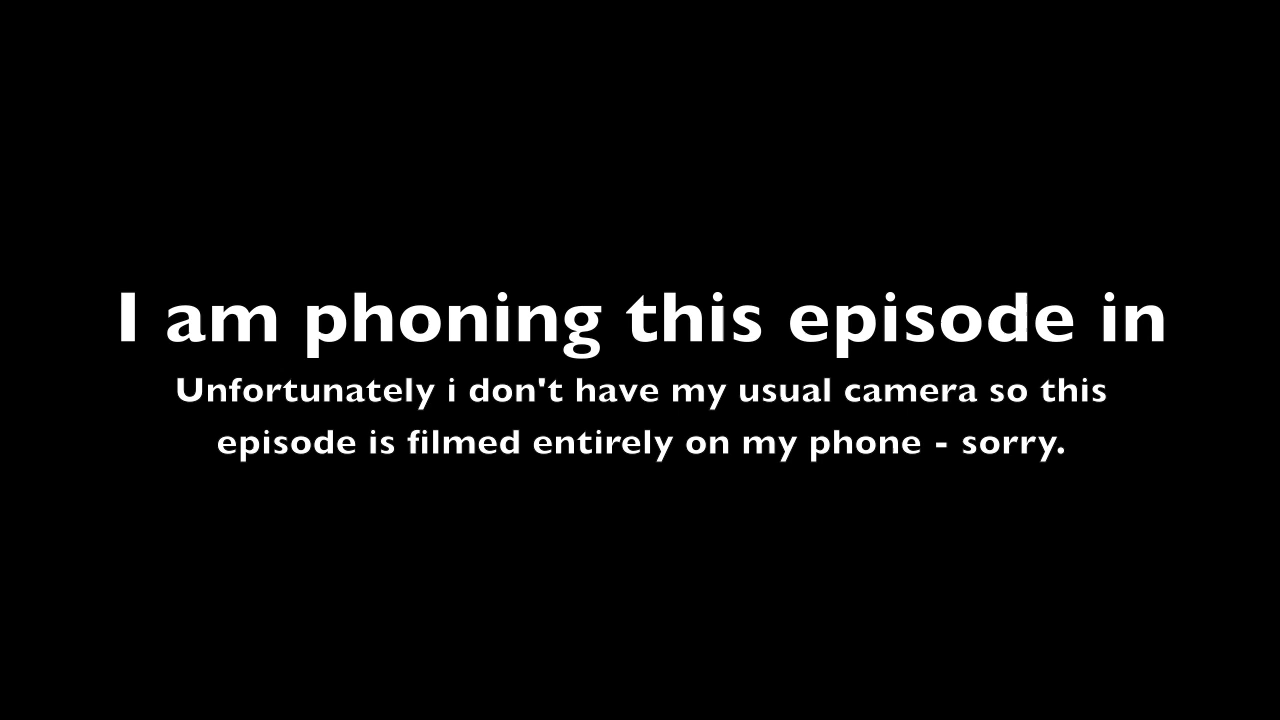 I am phoning this episode in
Unfortunately i don't have my usual camera so this
episode is filmed entirely on my phone - sorry.